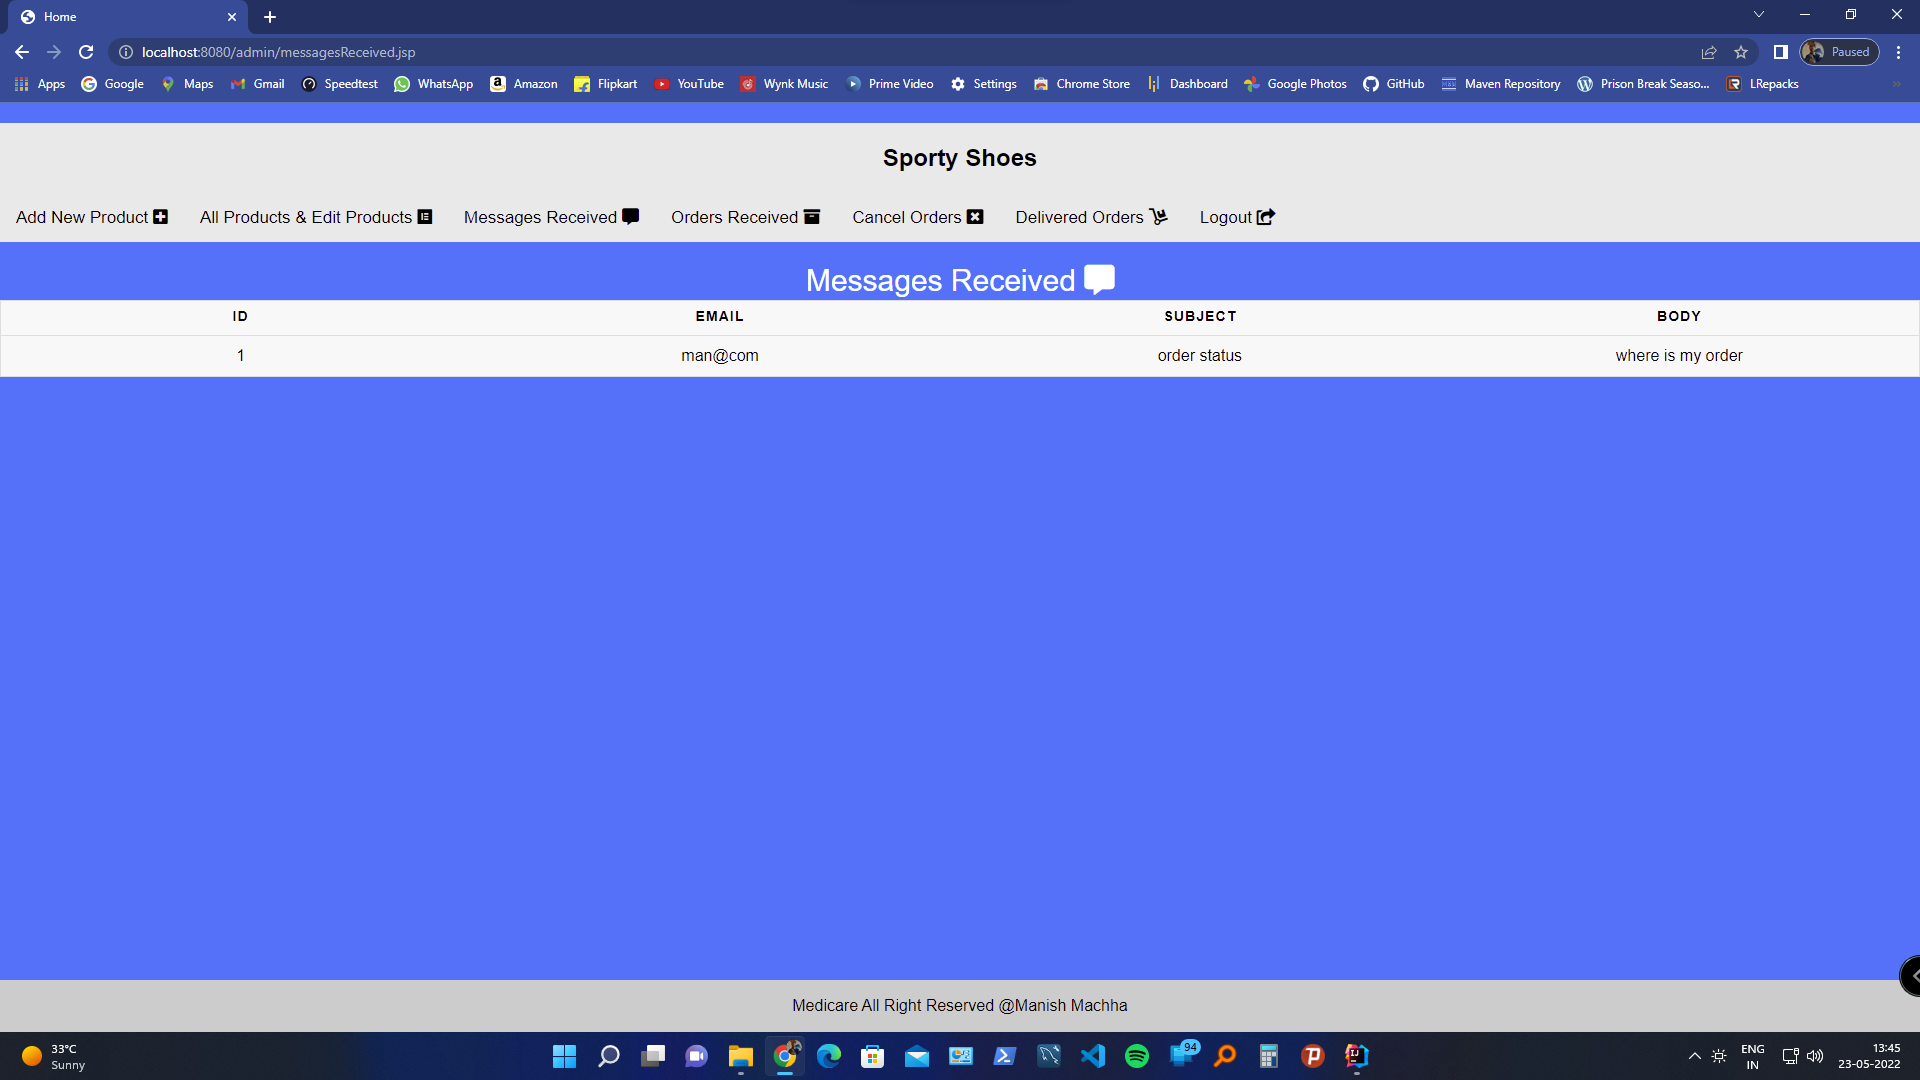 Home
localhost:8080/admin/messagesReceived.jsp
Paused
Apps Google Maps Gmail Speedtest WhatsApp Amazon Flipkart YouTube Wynk Music Prime Video Settings Chrome Store Dashboard Google Photos GitHub Maven Repository Prison Break Seaso... LRepacks
Sporty Shoes
Add New Product All Products & Edit Products Messages Received Orders Received Cancel Orders Delivered Orders Logout
Messages Received
ID EMAIL SUBJECT BODY
1 man@com order status where is my order
Medicare All Right Reserved @Manish Machha
33°C
Sunny
94
ENG
IN
13:45
23-05-2022